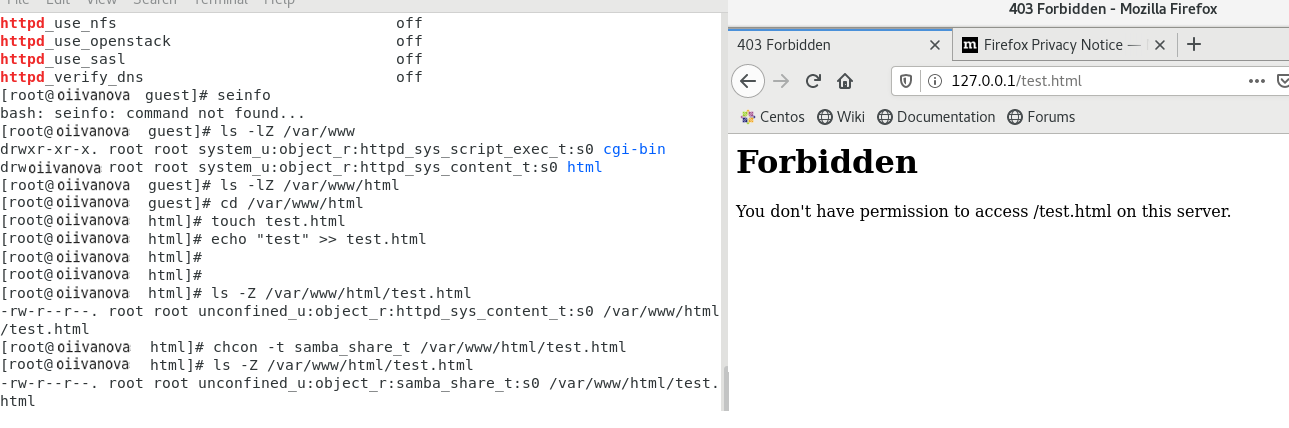 File Edit View Search Terminal Help
httpd_use_nfs off
httpd_use_openstack off
httpd_use_sasl off
httpd_verify_dns off
[root@oiivanova guest]# seinfo
bash: seinfo: command not found...
[root@oiivanova guest]# ls -lZ /var/www
drwxr-xr-x. root root system_u:object_r:httpd_sys_script_exec_t:s0 cgi-bin
drwoiivanova root root system_u:object_r:httpd_sys_content_t:s0 html
[root@oiivanova guest]# ls -lZ /var/www/html
[root@oiivanova guest]# cd /var/www/html
[root@oiivanova html]# touch test.html
[root@oiivanova html]# echo "test" >> test.html
[root@oiivanova html]#
[root@oiivanova html]#
[root@oiivanova html]# ls -Z /var/www/html/test.html
-rw-r--r--. root root unconfined_u:object_r:httpd_sys_content_t:s0 /var/www/html
/test.html
[root@oiivanova html]# chcon -t samba_share_t /var/www/html/test.html
[root@oiivanova html]# ls -Z /var/www/html/test.html
-rw-r--r--. root root unconfined_u:object_r:samba_share_t:s0 /var/www/html/test.
html
403 Forbidden - Mozilla Firefox
403 Forbidden
Firefox Privacy Notice —
127.0.0.1/test.html
Centos Wiki Documentation Forums
Forbidden
You don't have permission to access /test.html on this server.